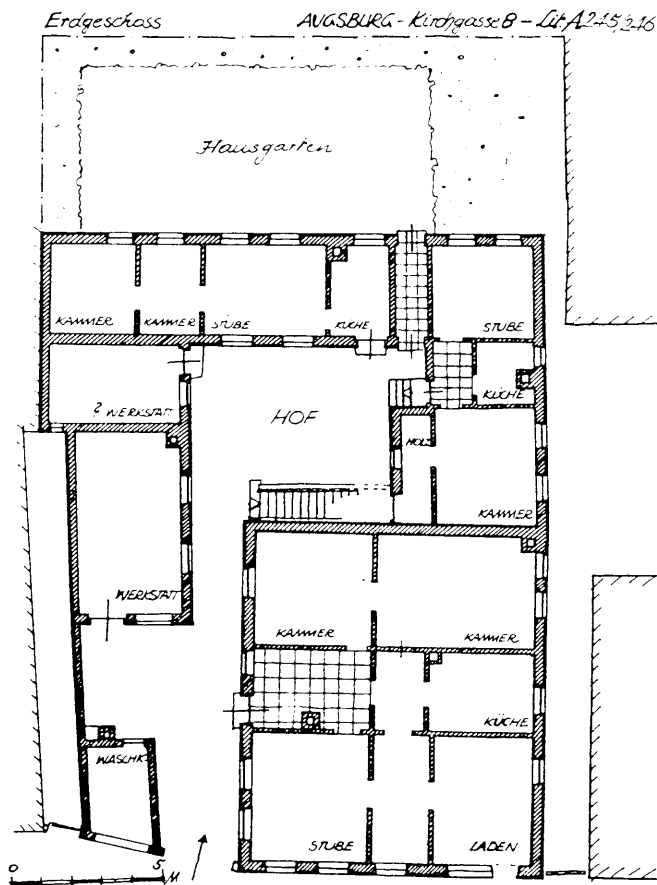 Erdgeschoss AUGSBURG - Kirchgasse 8 - Lit. A 245, 246
Hausgarten
KAMMER KAMMER STUBE KÜCHE STUBE
KÜCHE
? WERKSTATT HOF
HOLZ
KAMMER
WERKSTATT
KAMMER KAMMER
KÜCHE
WASCHK.
STUBE LADEN
0 5 M